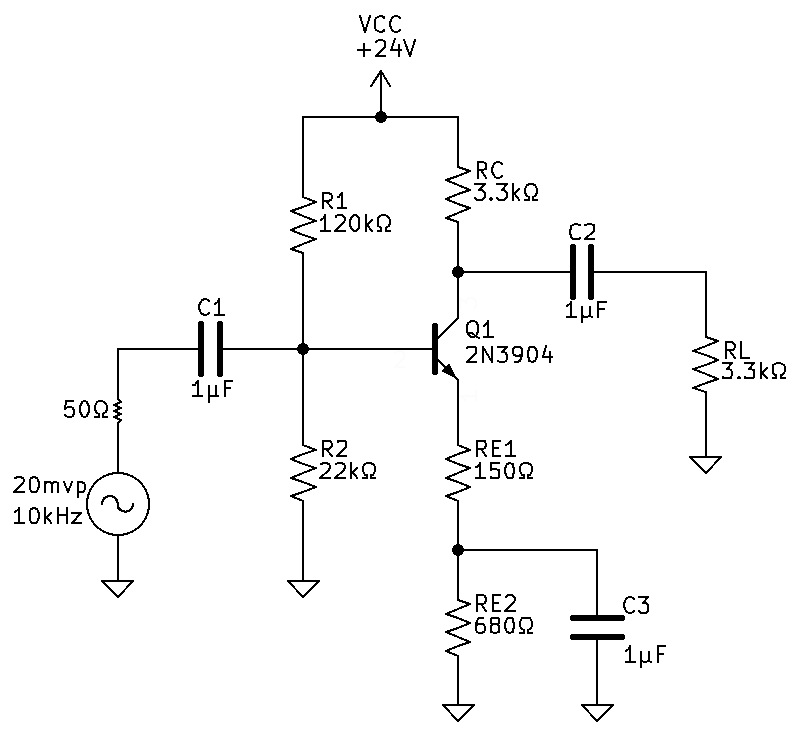 VCC
+24V
RC
3.3kΩ
R1
120kΩ
C2
1µF
C1
1µF
Q1
2N3904
RL
3.3kΩ
50Ω
R2
22kΩ
RE1
150Ω
20mvp
10kHz
RE2
680Ω
C3
1µF